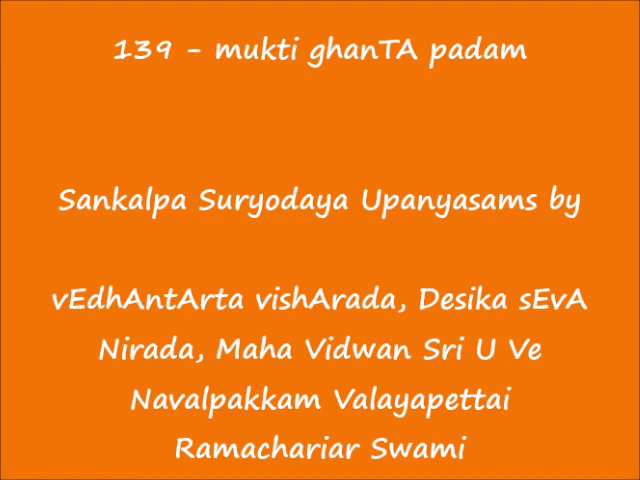 139 - mukti ghanTA padam
Sankalpa Suryodaya Upanyasams by
vEdhAntArta vishArada, Desika sEvA
Nirada, Maha Vidwan Sri U Ve
Navalpakkam Valayapettai
Ramachariar Swami